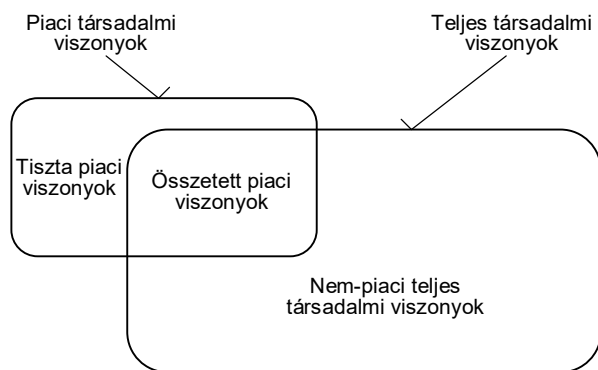 Piaci társadalmi
viszonyok
Teljes társadalmi
viszonyok
Tiszta piaci
viszonyok
Összetett piaci
viszonyok
Nem-piaci teljes
társadalmi viszonyok